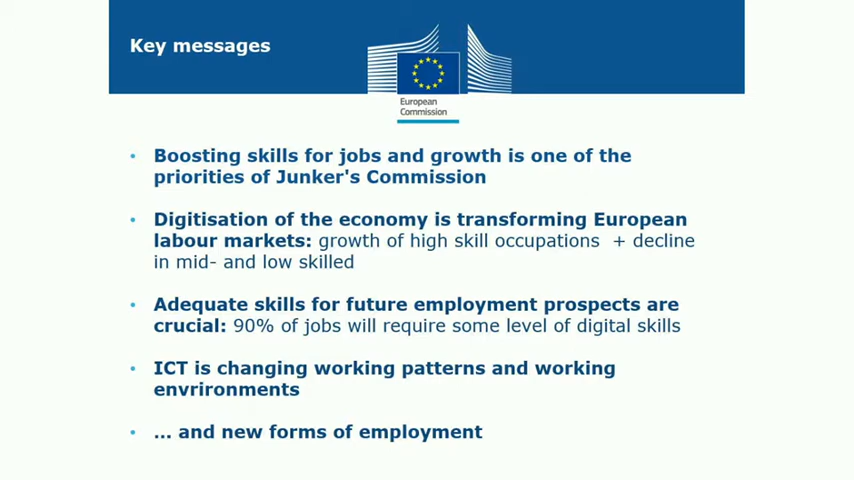 Key messages
European
Commission
• Boosting skills for jobs and growth is one of the
priorities of Junker's Commission
• Digitisation of the economy is transforming European
labour markets: growth of high skill occupations + decline
in mid- and low skilled
• Adequate skills for future employment prospects are
crucial: 90% of jobs will require some level of digital skills
• ICT is changing working patterns and working
envrironments
• ... and new forms of employment